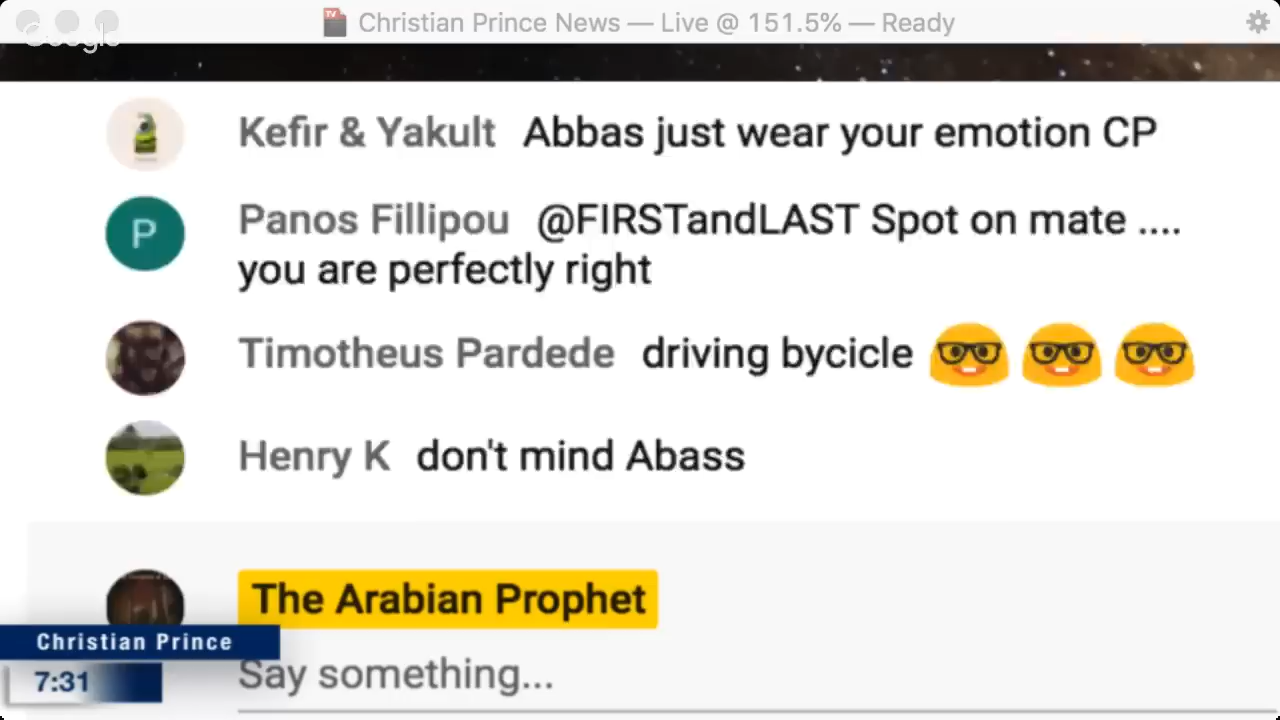 Christian Prince News — Live @ 151.5% — Ready
Google
Kefir & Yakult Abbas just wear your emotion CP
P
Panos Fillipou @FIRSTandLAST Spot on mate ....
you are perfectly right
Timotheus Pardede driving bycicle
Henry K don't mind Abass
The Arabian Prophet
Christian Prince
Say something...
7:31